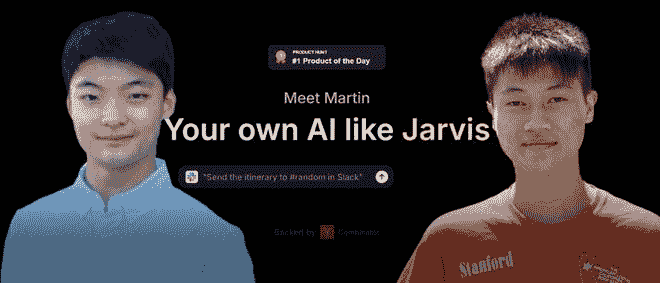 PRODUCT HUNT
#1 Product of the Day
Meet Martin
Your own AI like Jarvis
"Send the itinerary to #random in Slack"
Backed by Combinator
Stanford